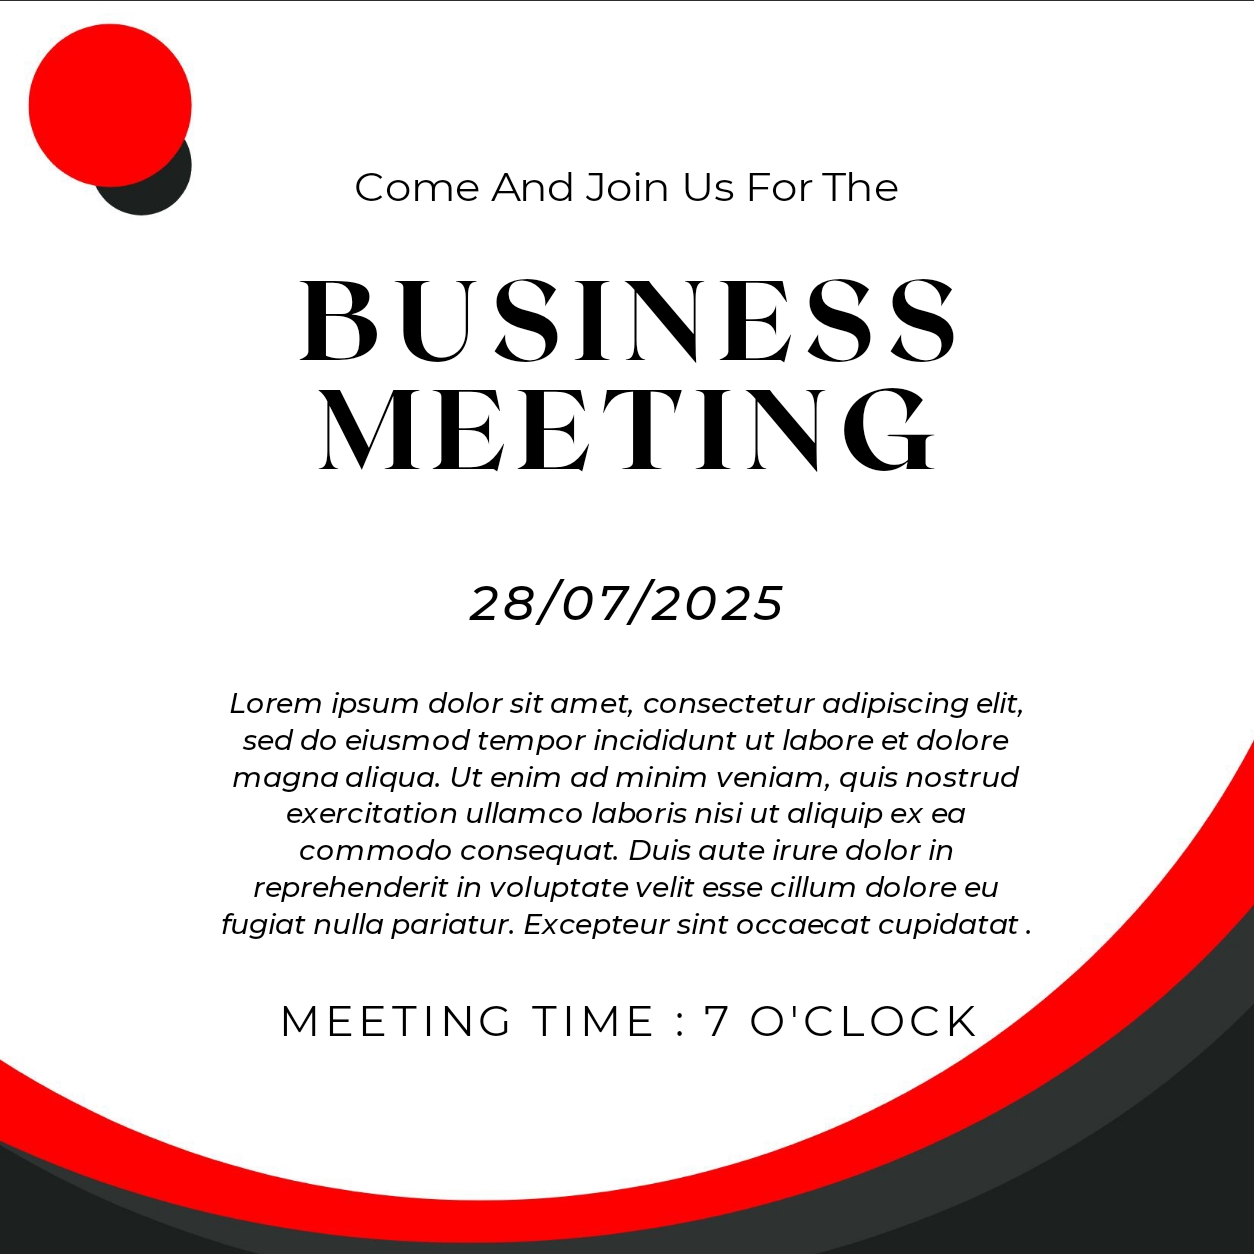 Come And Join Us For The
BUSINESS
MEETING
28/07/2025
Lorem ipsum dolor sit amet, consectetur adipiscing elit,
sed do eiusmod tempor incididunt ut labore et dolore
magna aliqua. Ut enim ad minim veniam, quis nostrud
exercitation ullamco laboris nisi ut aliquip ex ea
commodo consequat. Duis aute irure dolor in
reprehenderit in voluptate velit esse cillum dolore eu
fugiat nulla pariatur. Excepteur sint occaecat cupidatat .
MEETING TIME : 7 O'CLOCK